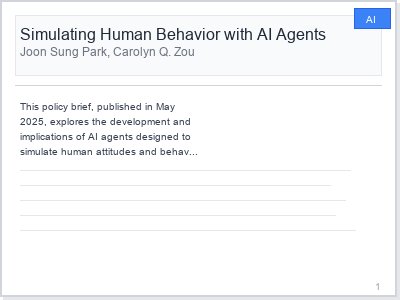 AI
Simulating Human Behavior with AI Agents
Joon Sung Park, Carolyn Q. Zou
This policy brief, published in May
2025, explores the development and
implications of AI agents designed to
simulate human attitudes and behav...
1